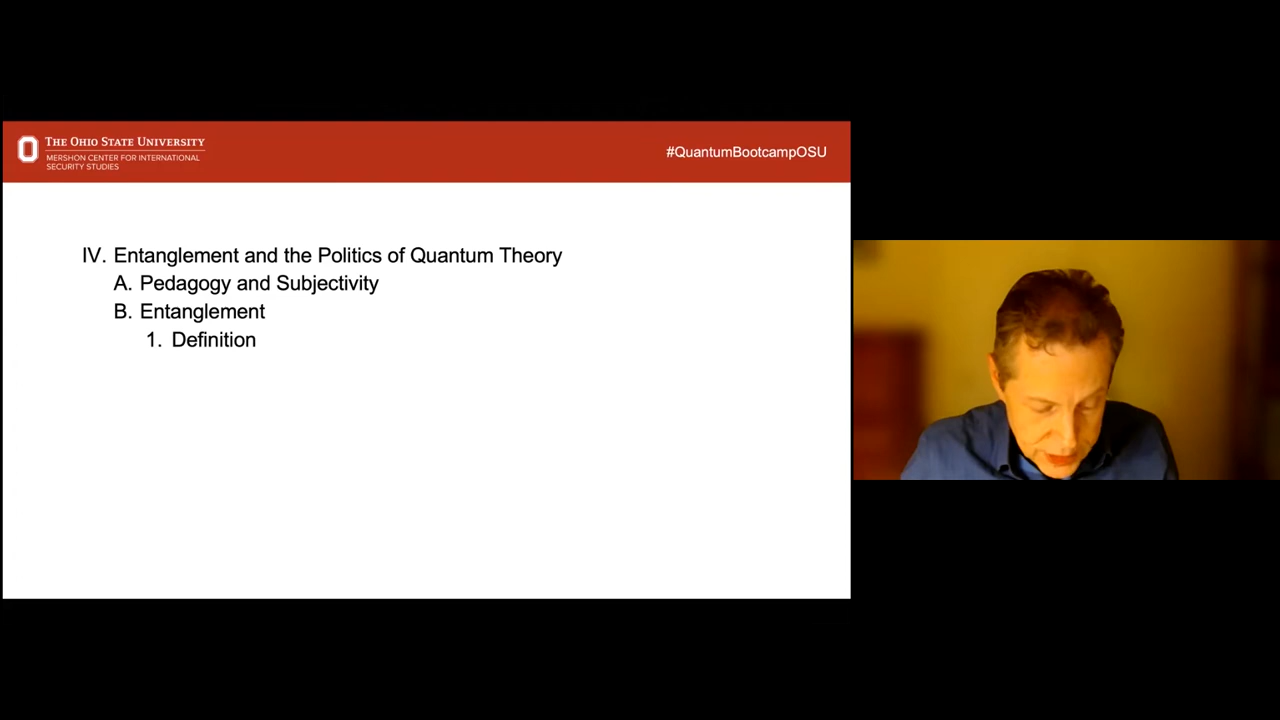 THE OHIO STATE UNIVERSITY
MERSHON CENTER FOR INTERNATIONAL
SECURITY STUDIES
#QuantumBootcampOSU
IV. Entanglement and the Politics of Quantum Theory
A. Pedagogy and Subjectivity
B. Entanglement
1. Definition